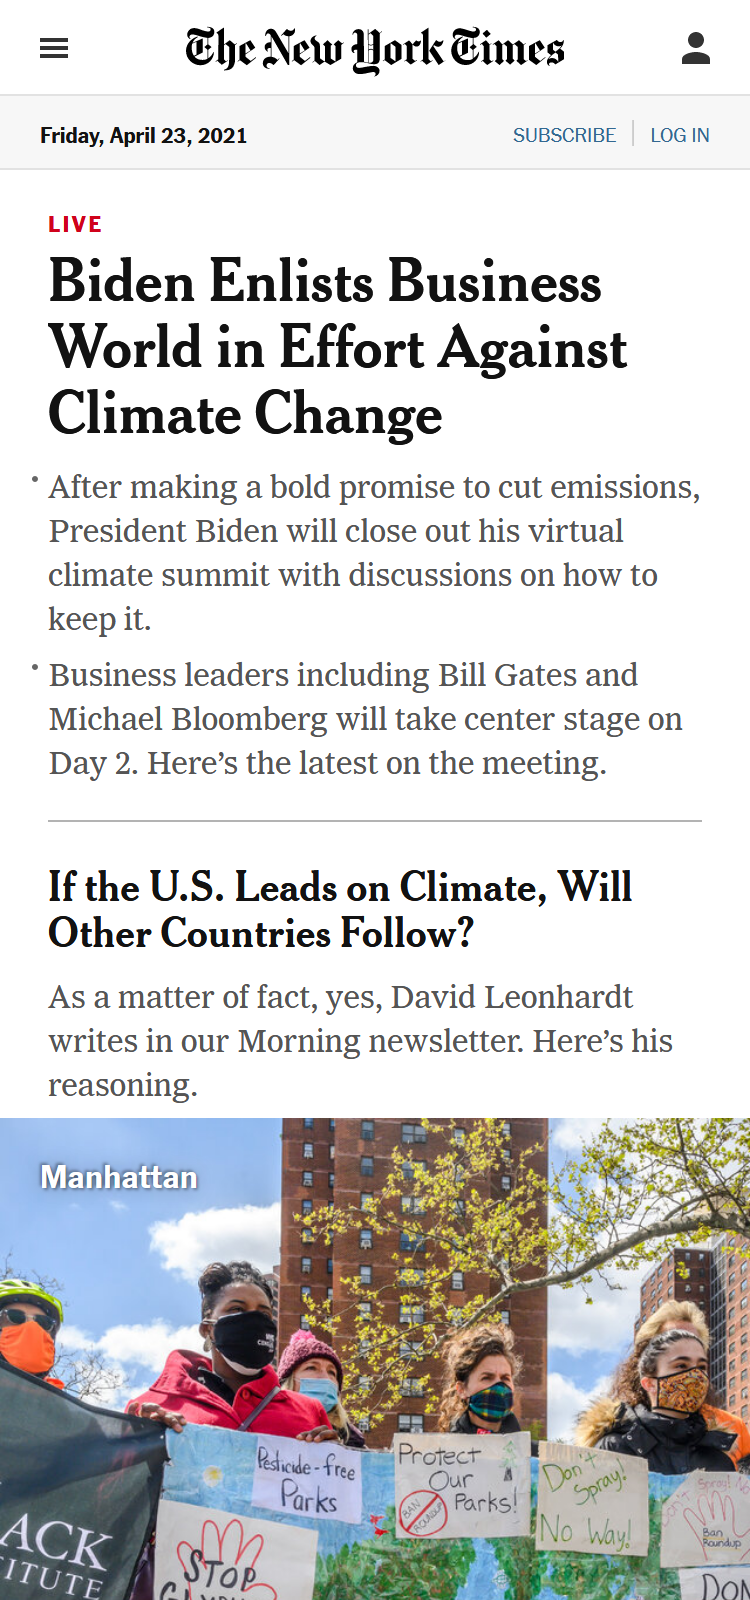 The New York Times
Friday, April 23, 2021
SUBSCRIBE
LOG IN
LIVE
Biden Enlists Business
World in Effort Against
Climate Change
After making a bold promise to cut emissions,
President Biden will close out his virtual
climate summit with discussions on how to
keep it.
Business leaders including Bill Gates and
Michael Bloomberg will take center stage on
Day 2. Here’s the latest on the meeting.
If the U.S. Leads on Climate, Will
Other Countries Follow?
As a matter of fact, yes, David Leonhardt
writes in our Morning newsletter. Here’s his
reasoning.
Manhattan
Pesticide-free
Parks
Protect
Our
Parks!
BAN
ROUNDUP
Don't
Spray!
No Way!
Don't Spray!
Ban
Roundup
STOP